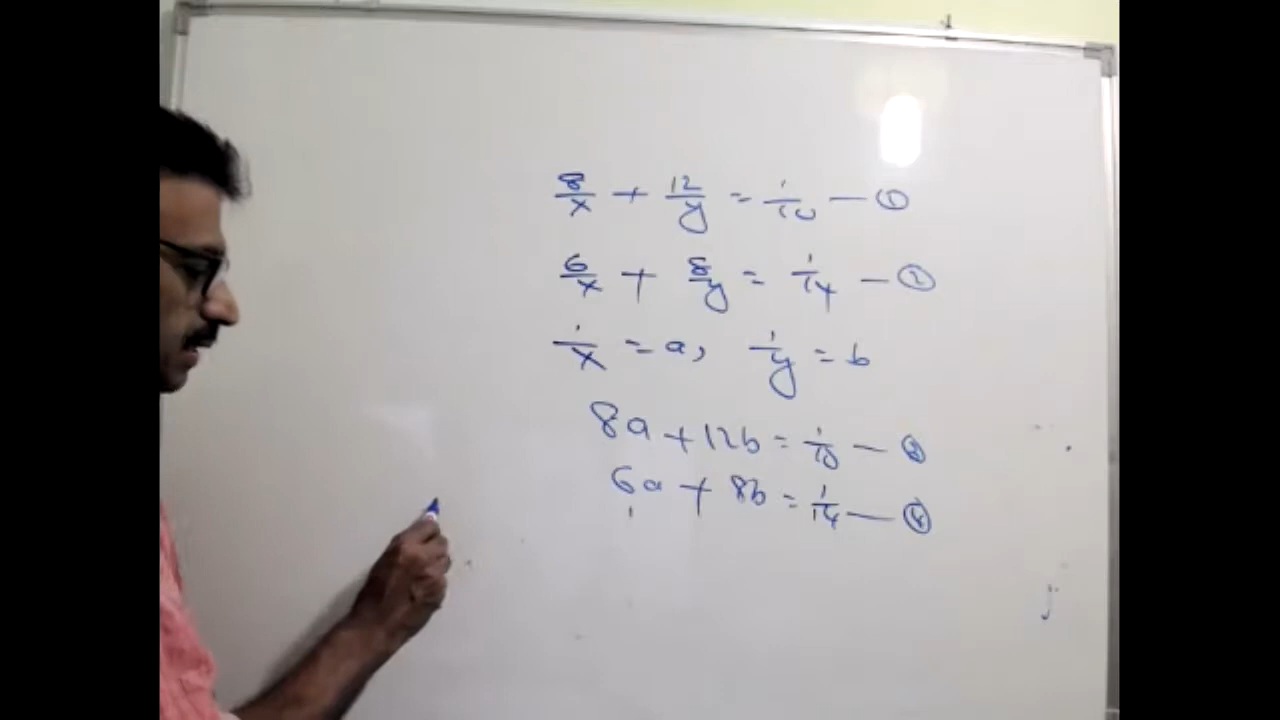 8/x + 12/y = 1/10 — ①
6/x + 8/y = 1/14 — ②
1/x = a, 1/y = b
8a + 12b = 1/10 — ③
6a + 8b = 1/14 — ④